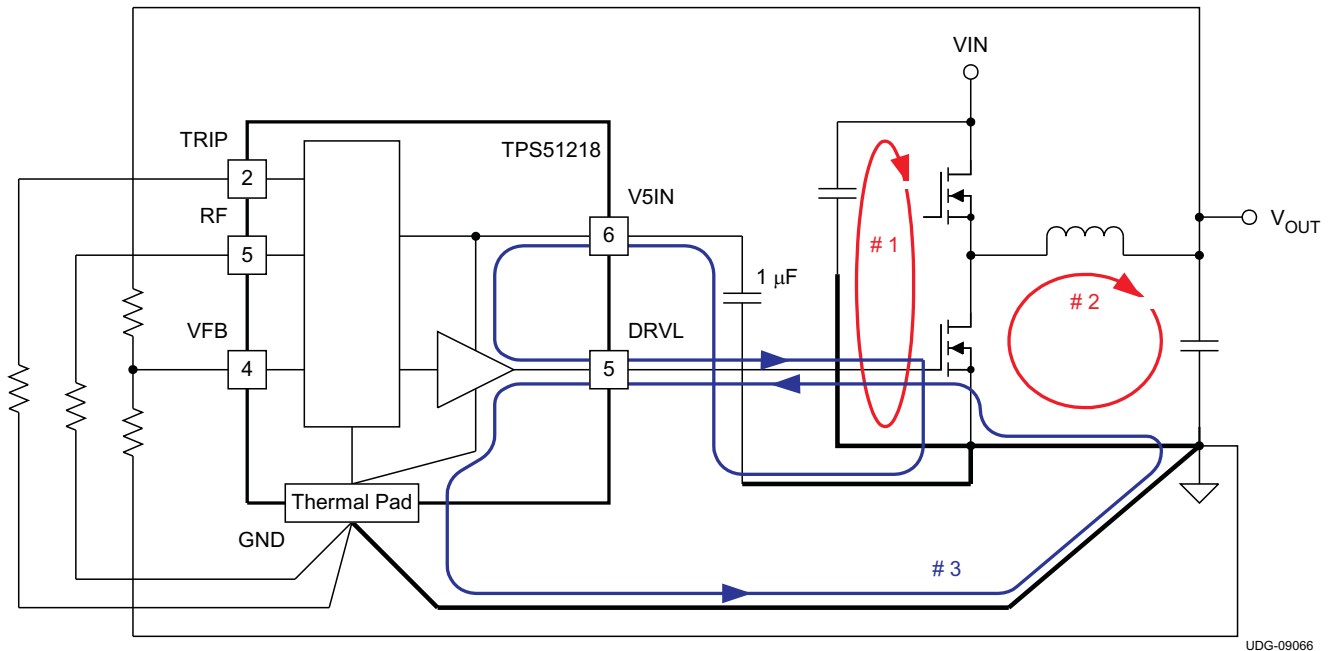 VIN
TRIP
TPS51218
2
V5IN
RF
6
VOUT
# 1
5
1 μF
# 2
VFB
DRVL
4
5
Thermal Pad
GND
# 3
UDG-09066